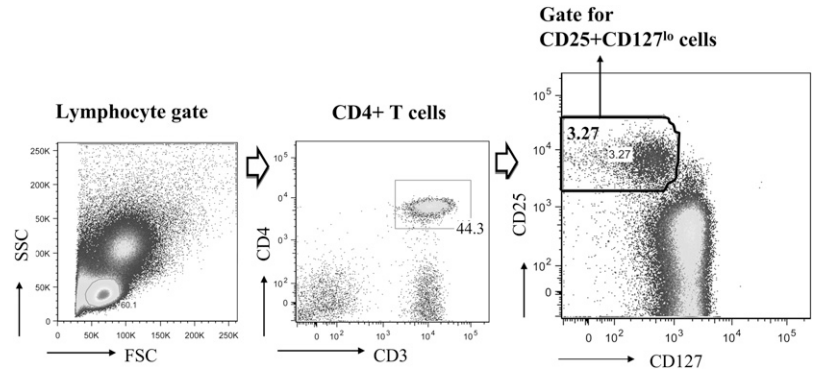 Gate for
CD25+CD127lo cells
Lymphocyte gate
CD4+ T cells
250K
200K
150K
50K
00K
50K
0
60.1
0 50K 100K 150K 200K 250K
SSC
FSC
10^5
10^4
10^3
10^2
0
44.3
0 10^2 10^3 10^4 10^5
CD4
CD3
10^5
10^4
10^3
10^2
0
3.27
3.27
0 10^2 10^3 10^4 10^5
CD25
CD127